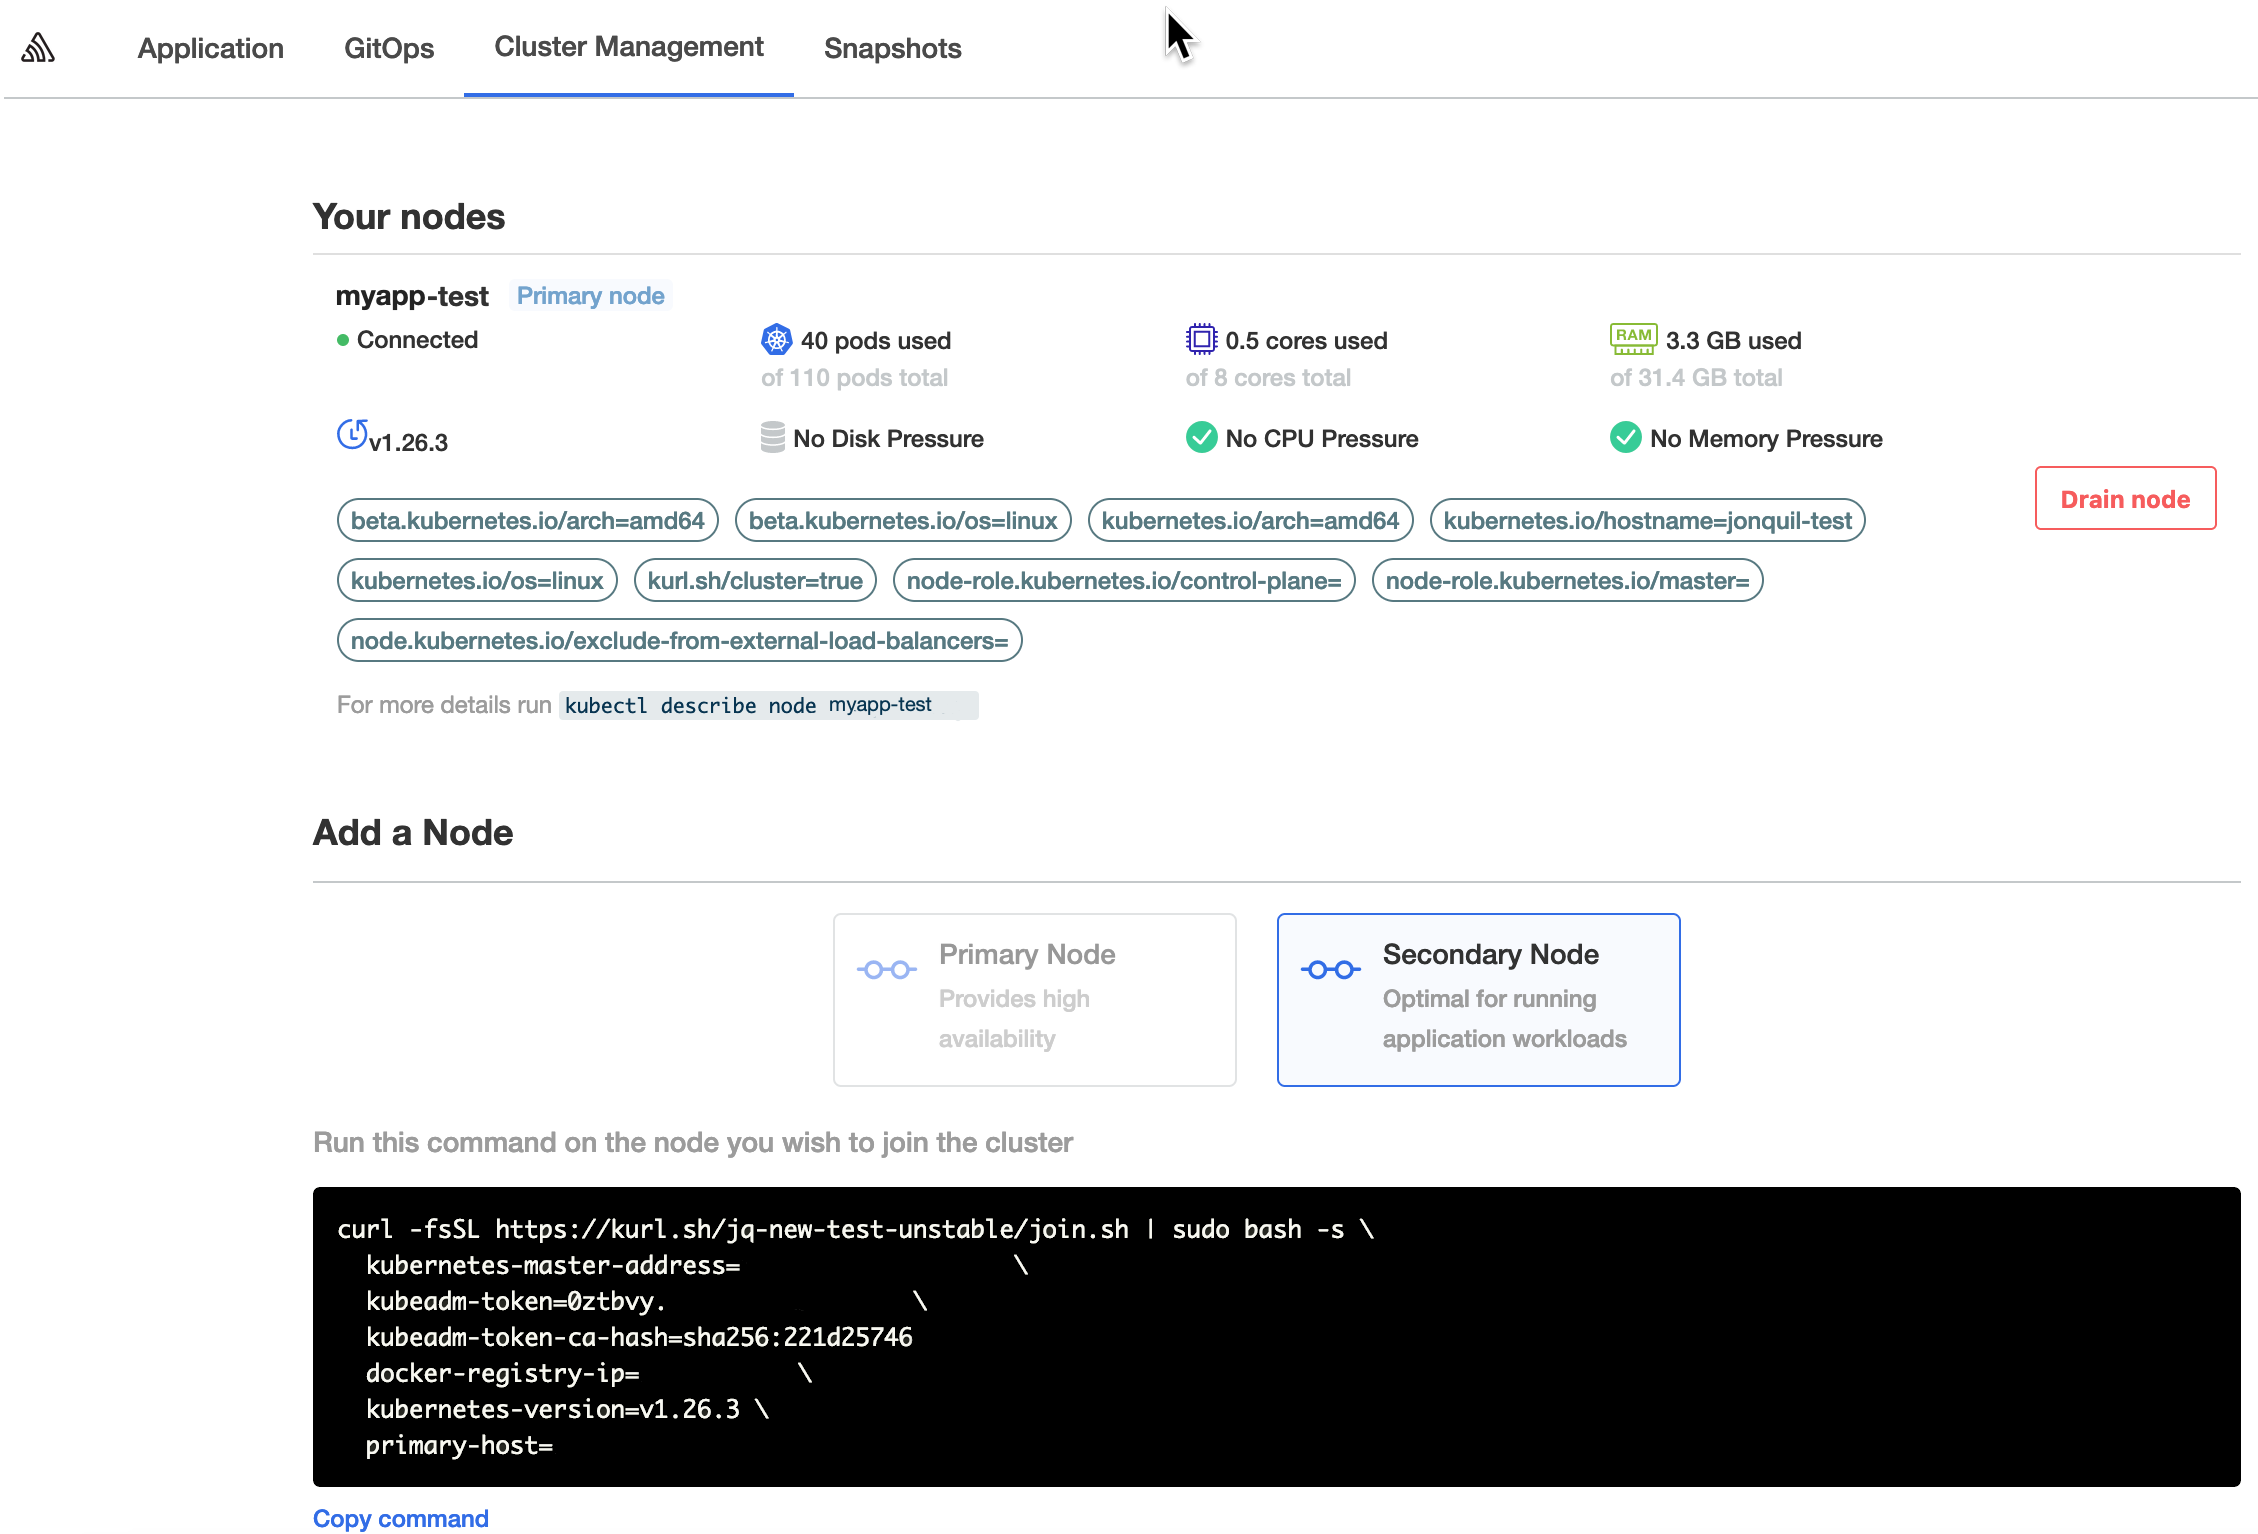 Application GitOps Cluster Management Snapshots
Your nodes
myapp-test Primary node
Connected
40 pods used
of 110 pods total
0.5 cores used
of 8 cores total
RAM
3.3 GB used
of 31.4 GB total
v1.26.3
No Disk Pressure
No CPU Pressure
No Memory Pressure
Drain node
beta.kubernetes.io/arch=amd64 beta.kubernetes.io/os=linux kubernetes.io/arch=amd64 kubernetes.io/hostname=jonquil-test
kubernetes.io/os=linux kurl.sh/cluster=true node-role.kubernetes.io/control-plane= node-role.kubernetes.io/master=
node.kubernetes.io/exclude-from-external-load-balancers=
For more details run kubectl describe node myapp-test
Add a Node
Primary Node
Provides high
availability
Secondary Node
Optimal for running
application workloads
Run this command on the node you wish to join the cluster
curl -fsSL https://kurl.sh/jq-new-test-unstable/join.sh | sudo bash -s \
kubernetes-master-address= \
kubeadm-token=0ztbvy. \
kubeadm-token-ca-hash=sha256:221d25746
docker-registry-ip= \
kubernetes-version=v1.26.3 \
primary-host=
Copy command